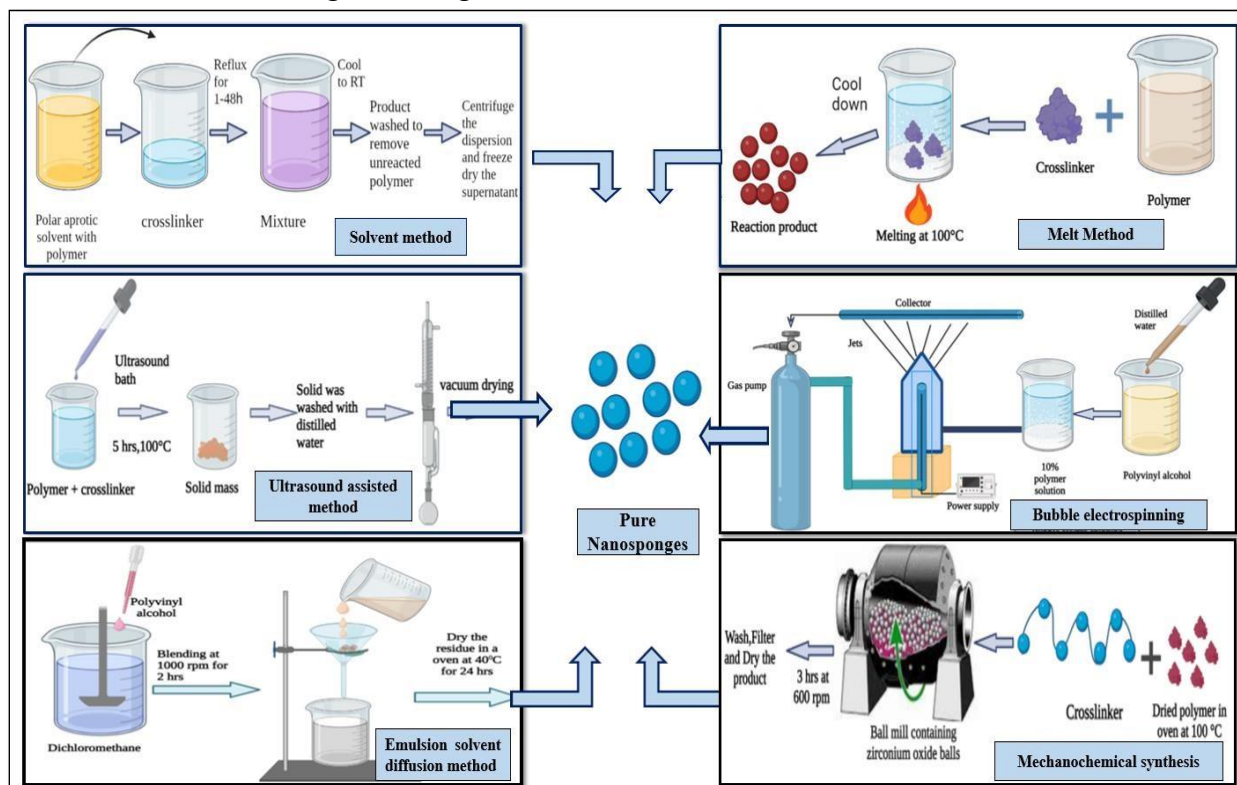 Reflux
for
1-48h
Cool
to RT
Product
washed to
remove
unreacted
polymer
Centrifuge
the
dispersion
and freeze
dry the
supernatant
Polar aprotic
solvent with
polymer
crosslinker
Mixture
Solvent method
Cool
down
Crosslinker
Polymer
Reaction product
Melting at 100°C
Melt Method
Ultrasound
bath
5 hrs,100°C
Polymer + crosslinker
Solid mass
Solid was
washed with
distilled
water
vacuum drying
Ultrasound assisted
method
Pure
Nanosponges
Collector
Jets
Gas pump
Power supply
Distilled
water
10%
polymer
solution
Polyvinyl alcohol
Bubble electrospinning
Polyvinyl
alcohol
Blending at
1000 rpm for
2 hrs
Dichloromethane
Dry the
residue in a
oven at 40°C
for 24 hrs
Emulsion solvent
diffusion method
Wash,Filter
and Dry the
product
3 hrs at
600 rpm
Ball mill containing
zirconium oxide balls
Crosslinker
Dried polymer in
oven at 100 °C
Mechanochemical synthesis